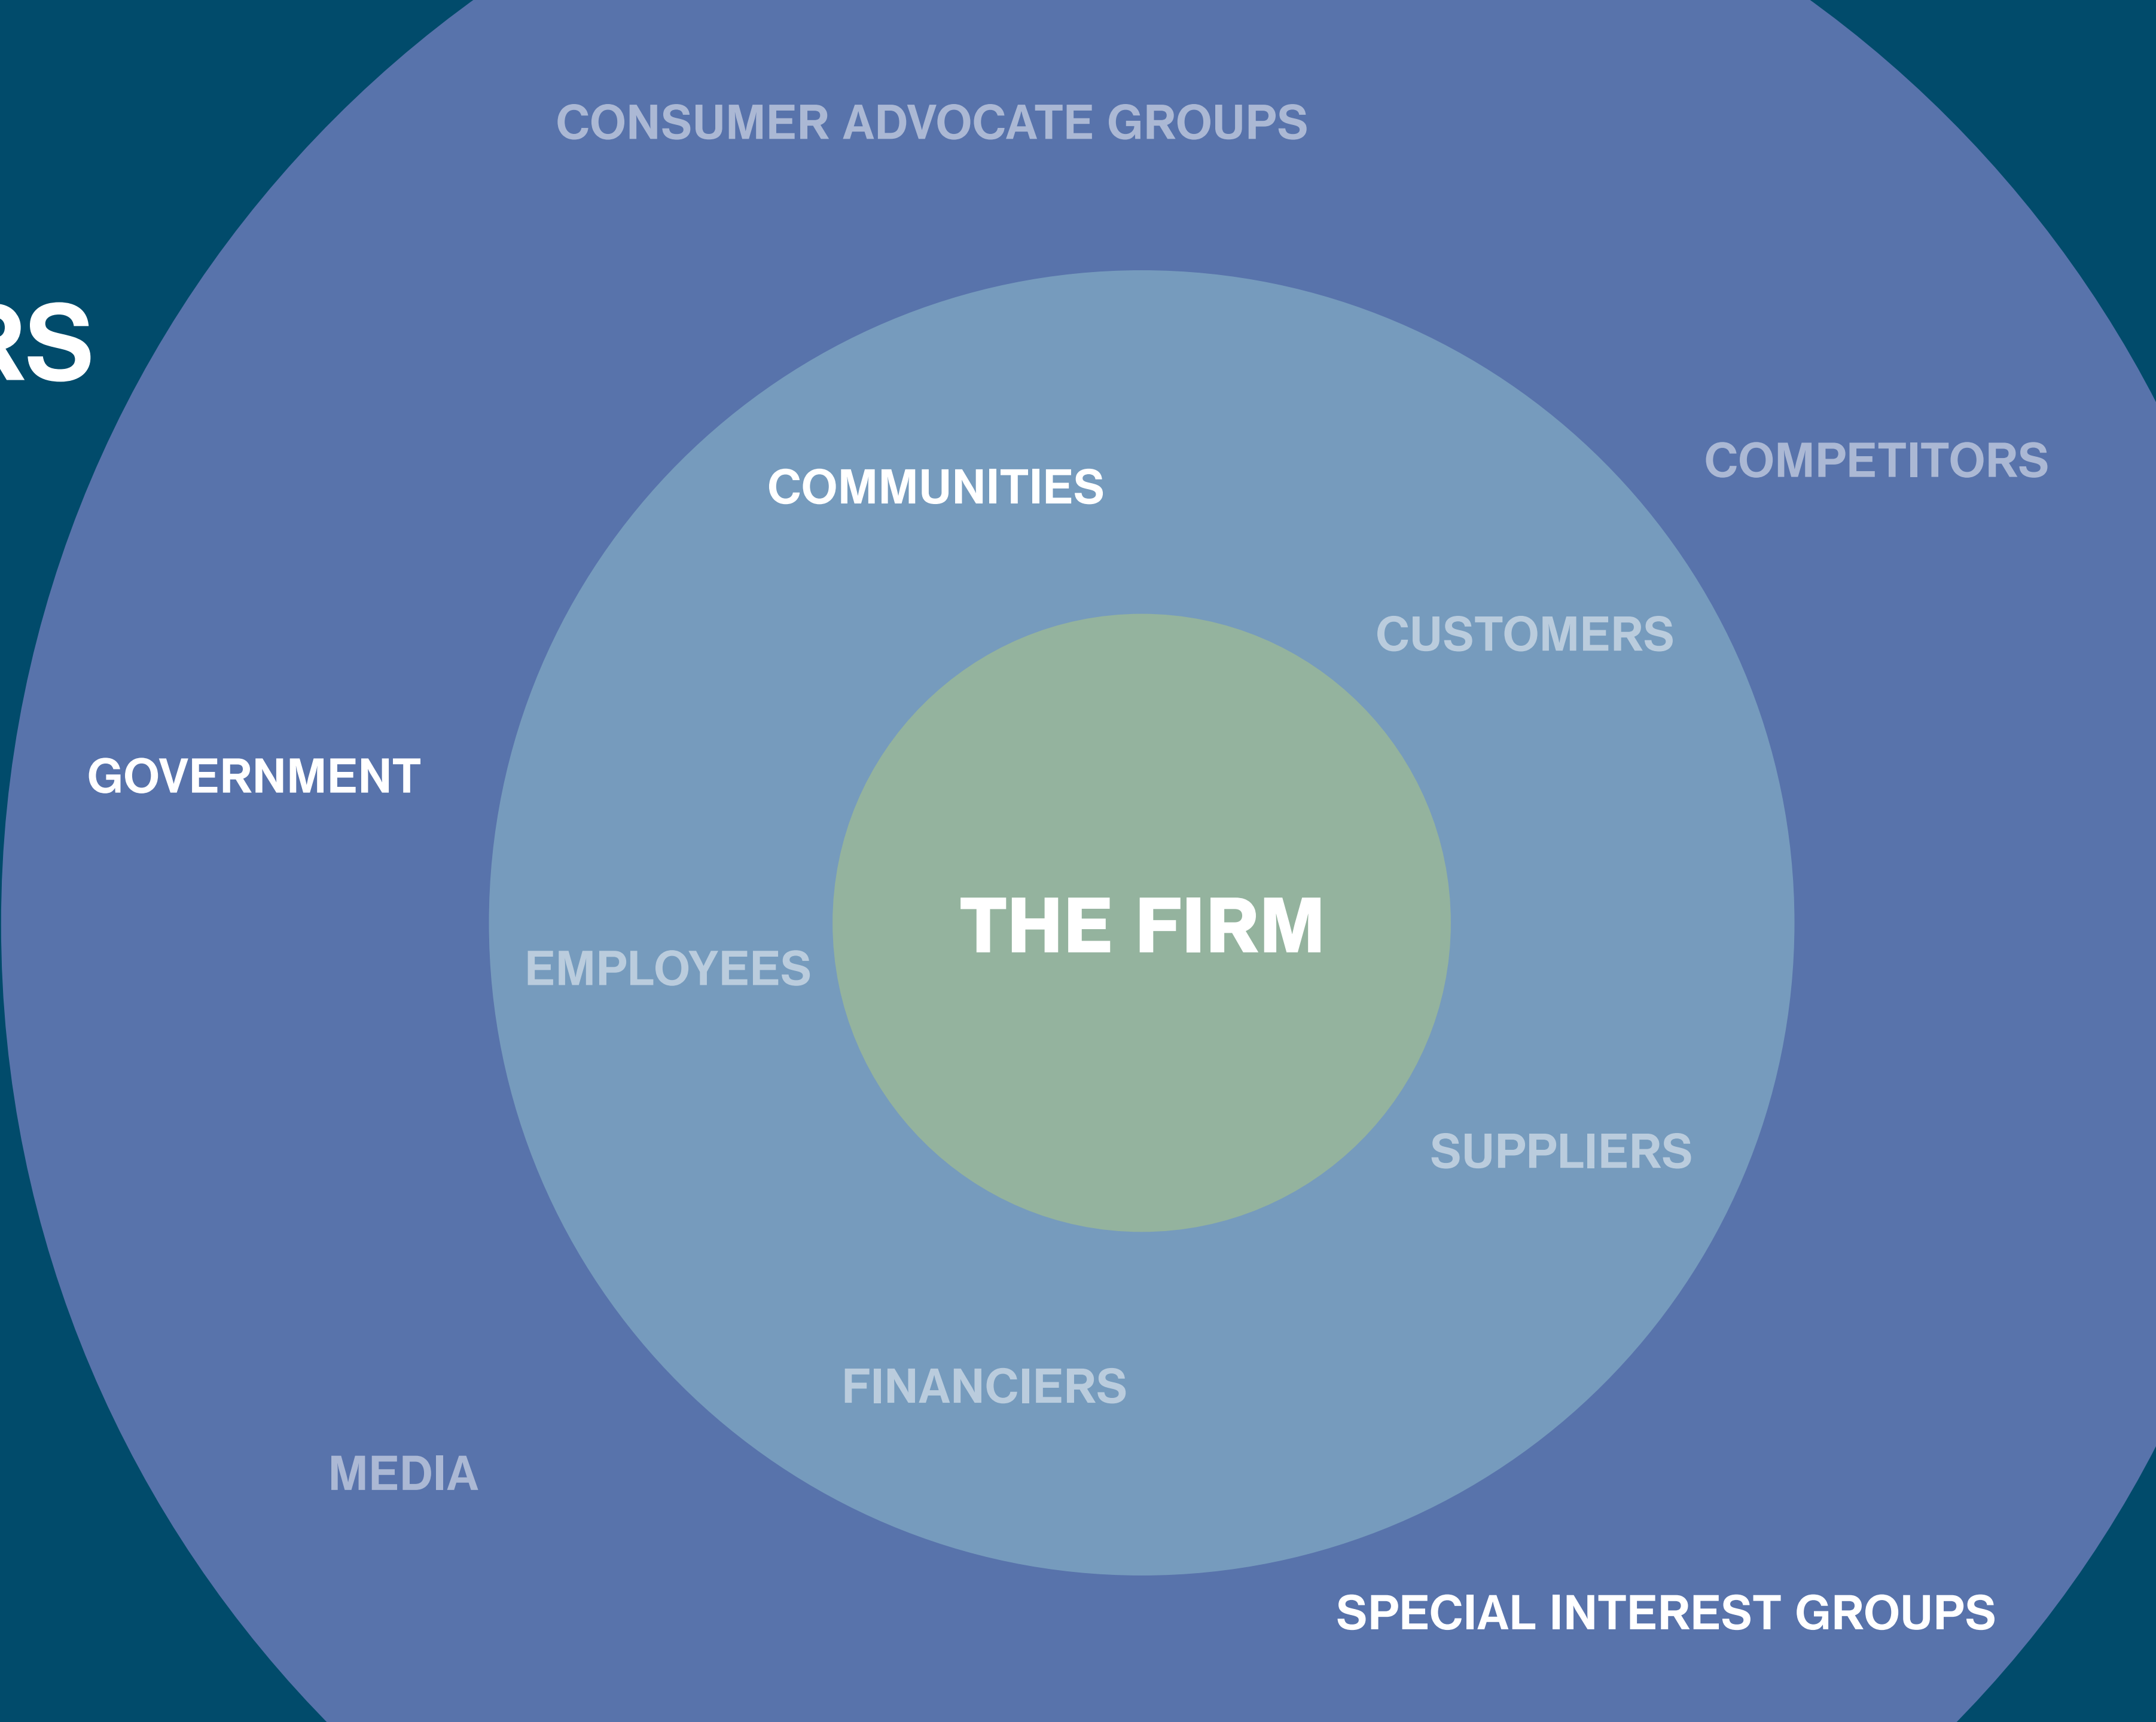 CONSUMER ADVOCATE GROUPS
RS
COMPETITORS
COMMUNITIES
CUSTOMERS
GOVERNMENT
THE FIRM
EMPLOYEES
SUPPLIERS
FINANCIERS
MEDIA
SPECIAL INTEREST GROUPS